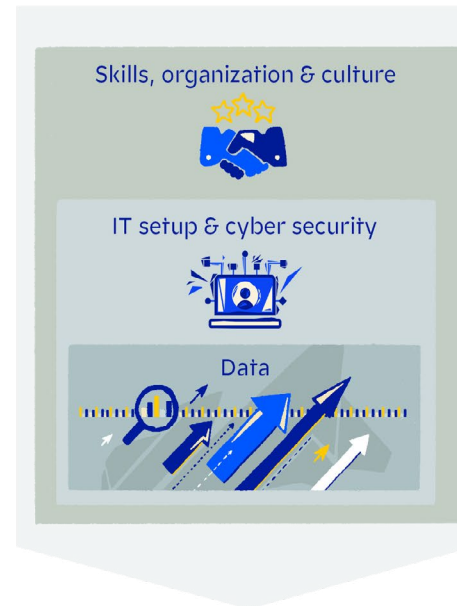 Skills, organization & culture
IT setup & cyber security
Data